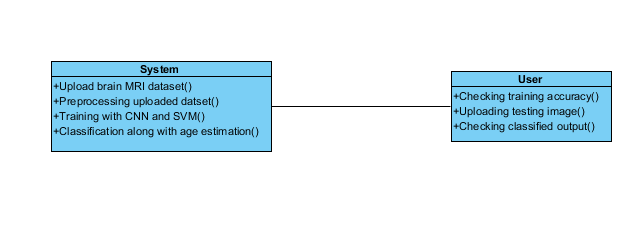 System
+Upload brain MRI dataset()
+Preprocessing uploaded datset()
+Training with CNN and SVM()
+Classification along with age estimation()
User
+Checking training accuracy()
+Uploading testing image()
+Checking classified output()